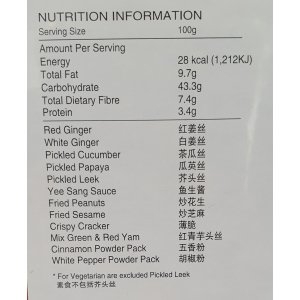 NUTRITION INFORMATION
Serving Size 100g
Amount Per Serving
Energy 28 kcal (1,212KJ)
Total Fat 9.7g
Carbohydrate 43.3g
Total Dietary Fibre 7.4g
Protein 3.4g
Red Ginger 红姜丝
White Ginger 白姜丝
Pickled Cucumber 茶瓜丝
Pickled Papaya 瓜英丝
Pickled Leek 荞头丝
Yee Sang Sauce 鱼生酱
Fried Peanuts 炒花生
Fried Sesame 炒芝麻
Crispy Cracker 薄脆
Mix Green & Red Yam 红青芋头丝
Cinnamon Powder Pack 五香粉
White Pepper Powder Pack 胡椒粉
* For Vegetarian are excluded Pickled Leek
素食不包括荞头丝